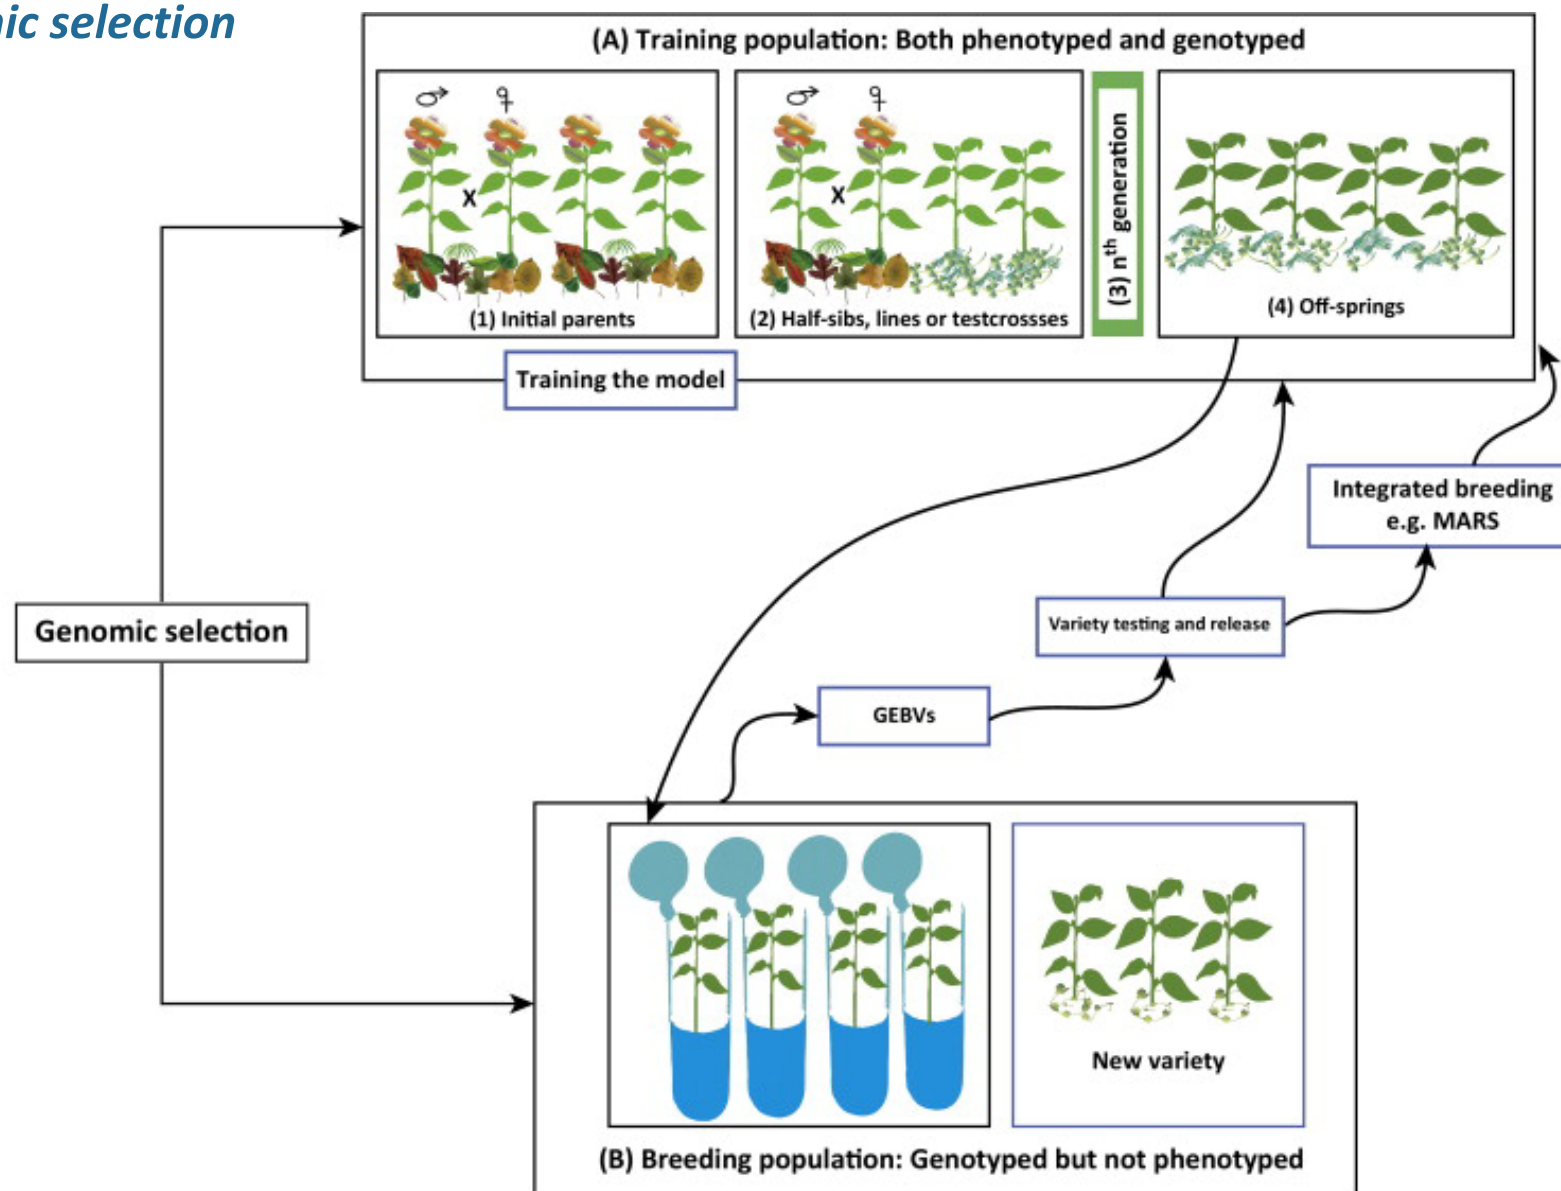 nic selection
(A) Training population: Both phenotyped and genotyped
♂ ♀
X
(1) Initial parents
♂ ♀
X
(2) Half-sibs, lines or testcrossses
(3) nth generation
(4) Off-springs
Training the model
Integrated breeding
e.g. MARS
Genomic selection
Variety testing and release
GEBVs
New variety
(B) Breeding population: Genotyped but not phenotyped